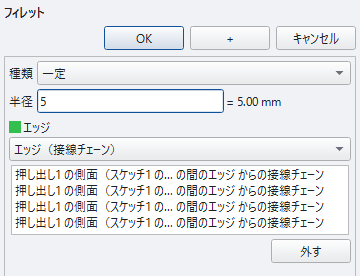 フィレット
OK
+
キャンセル
種類 一定
半径 5 = 5.00 mm
エッジ
エッジ（接線チェーン）
押し出し1 の側面（スケッチ1 の... の間のエッジ からの接線チェーン
押し出し1 の側面（スケッチ1 の... の間のエッジ からの接線チェーン
押し出し1 の側面（スケッチ1 の... の間のエッジ からの接線チェーン
押し出し1 の側面（スケッチ1 の... の間のエッジ からの接線チェーン
外す